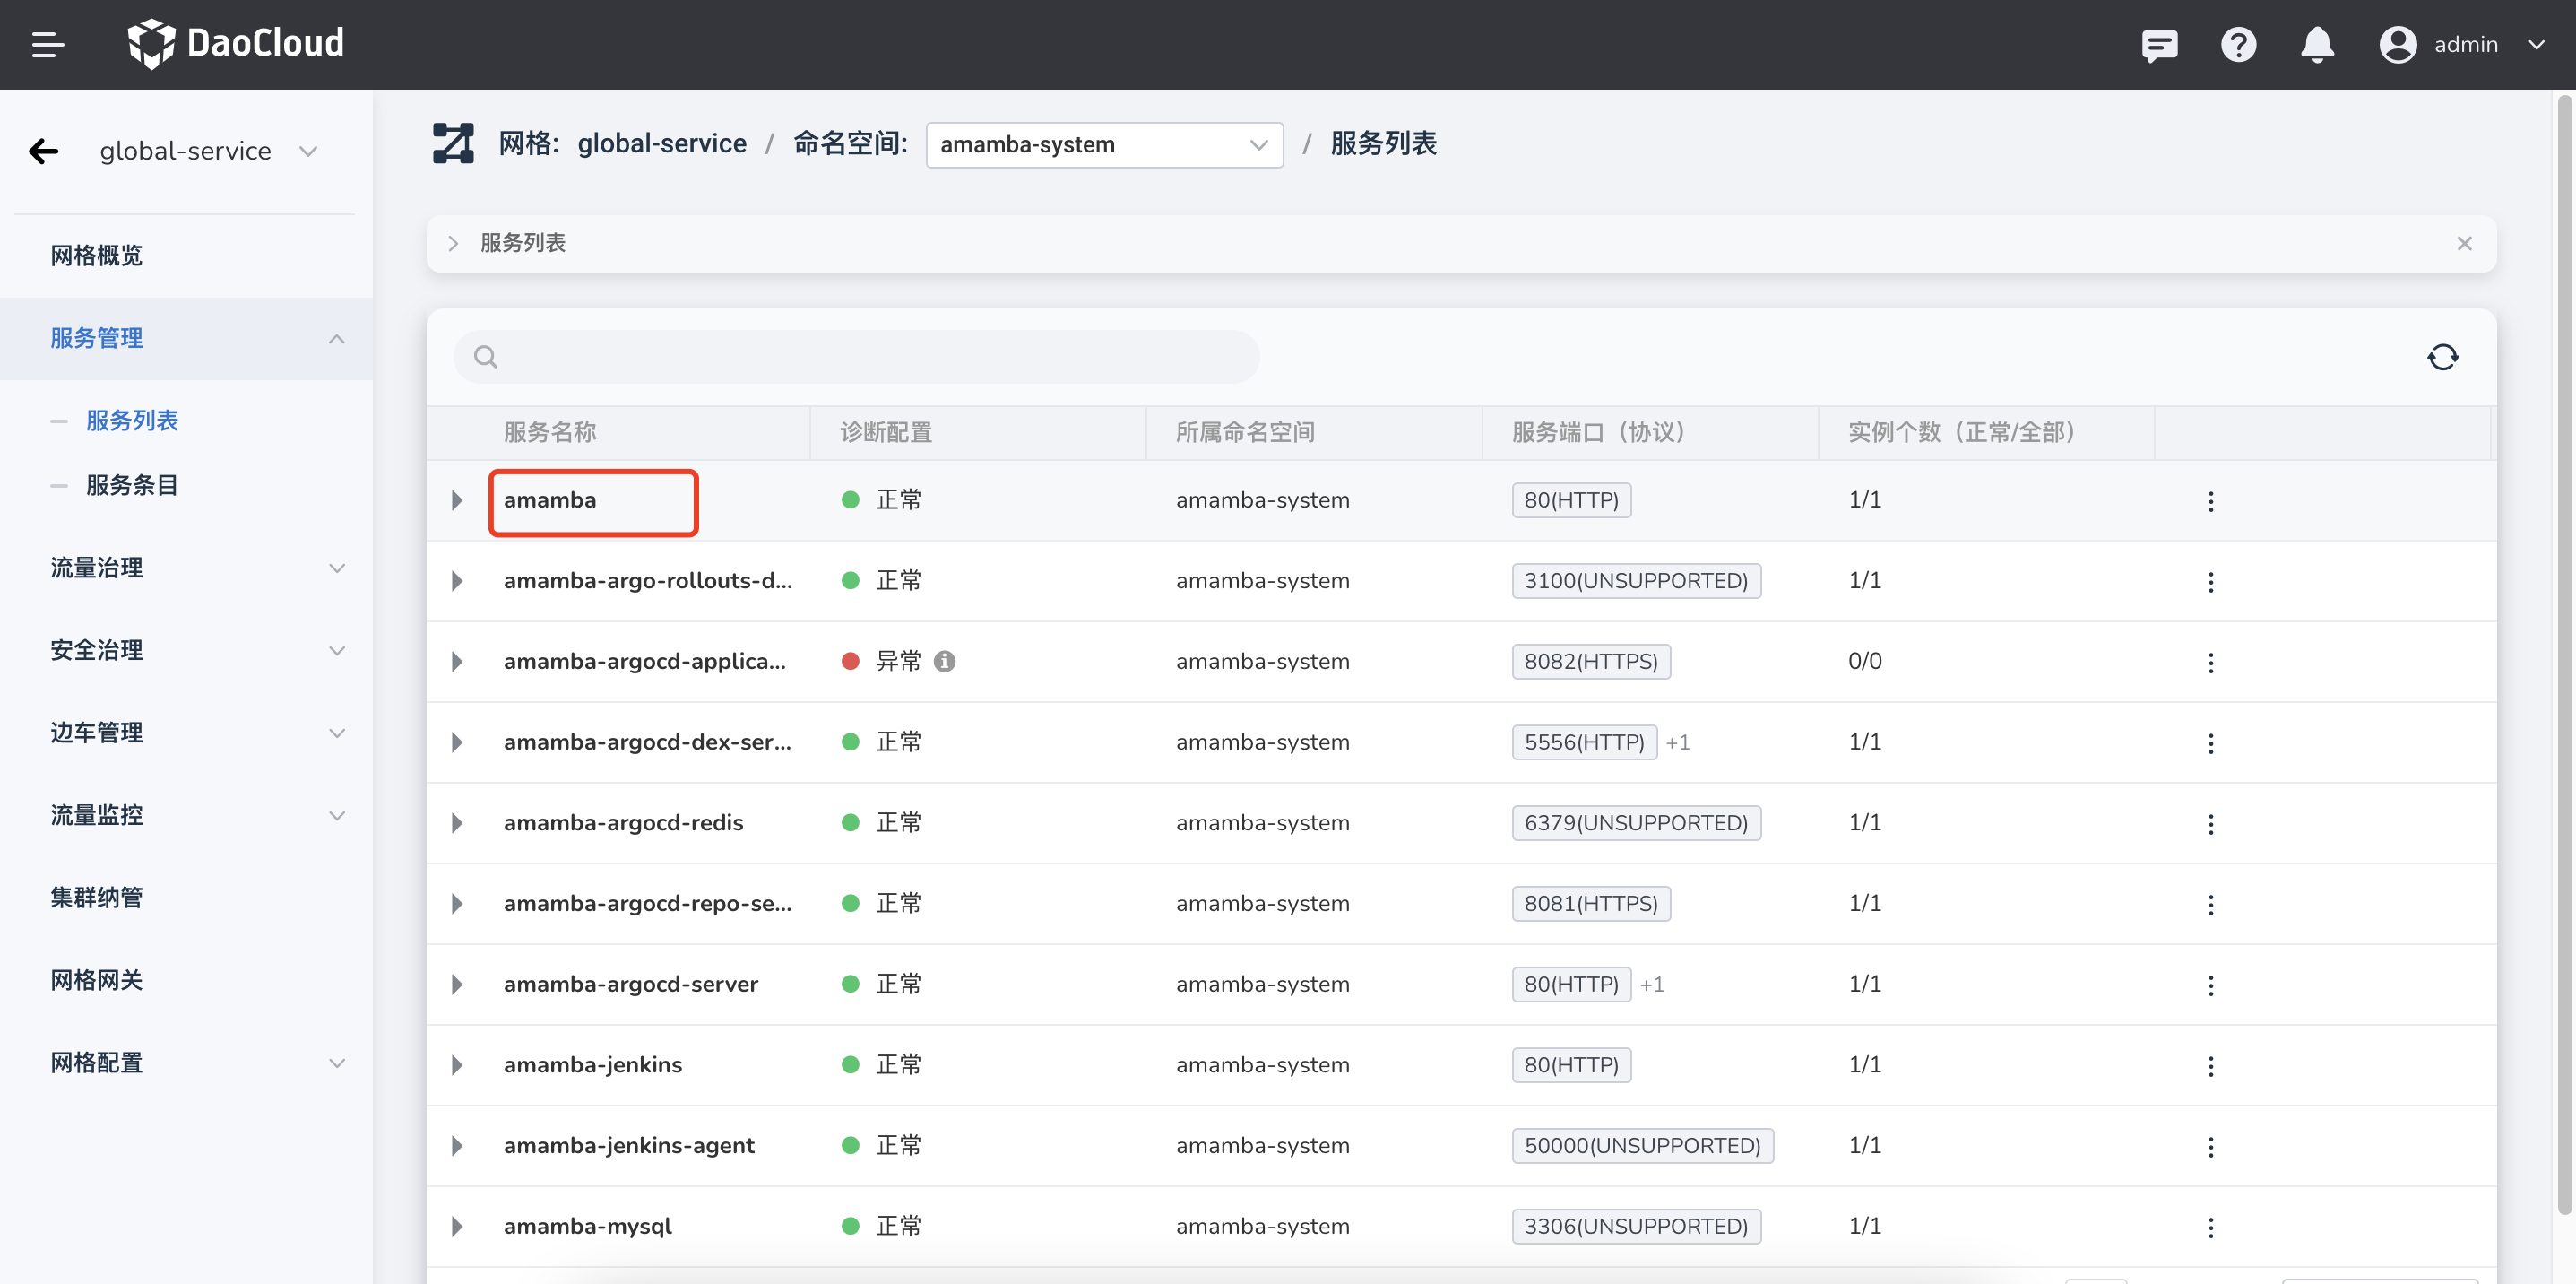 DaoCloud
admin
global-service
网格概览
服务管理
服务列表
服务条目
流量治理
安全治理
边车管理
流量监控
集群纳管
网格网关
网格配置
网格: global-service / 命名空间: amamba-system / 服务列表
服务列表
服务名称 诊断配置 所属命名空间 服务端口（协议） 实例个数（正常/全部）
amamba 正常 amamba-system 80(HTTP) 1/1
amamba-argo-rollouts-d... 正常 amamba-system 3100(UNSUPPORTED) 1/1
amamba-argocd-applica... 异常 amamba-system 8082(HTTPS) 0/0
amamba-argocd-dex-ser... 正常 amamba-system 5556(HTTP) +1 1/1
amamba-argocd-redis 正常 amamba-system 6379(UNSUPPORTED) 1/1
amamba-argocd-repo-se... 正常 amamba-system 8081(HTTPS) 1/1
amamba-argocd-server 正常 amamba-system 80(HTTP) +1 1/1
amamba-jenkins 正常 amamba-system 80(HTTP) 1/1
amamba-jenkins-agent 正常 amamba-system 50000(UNSUPPORTED) 1/1
amamba-mysql 正常 amamba-system 3306(UNSUPPORTED) 1/1